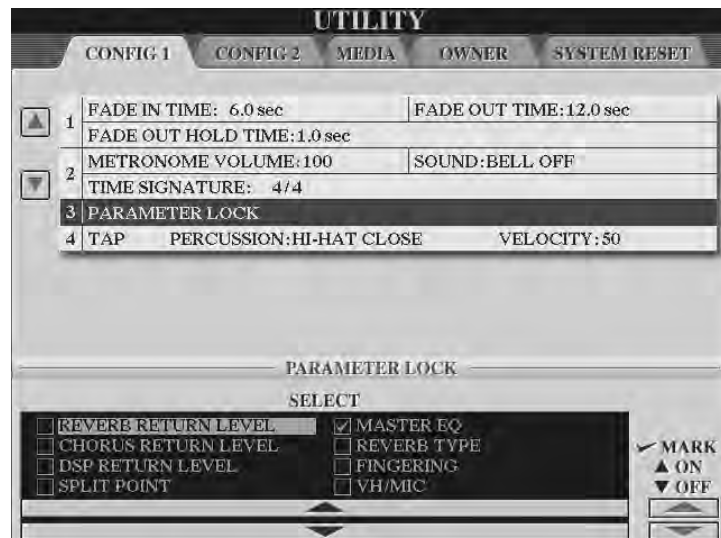 UTILITY
CONFIG 1 CONFIG 2 MEDIA OWNER SYSTEM RESET
1 FADE IN TIME: 6.0 sec FADE OUT TIME:12.0 sec
FADE OUT HOLD TIME:1.0 sec
2 METRONOME VOLUME:100 SOUND:BELL OFF
TIME SIGNATURE: 4/4
3 PARAMETER LOCK
4 TAP PERCUSSION:HI-HAT CLOSE VELOCITY:50
PARAMETER LOCK
SELECT
REVERB RETURN LEVEL MASTER EQ
CHORUS RETURN LEVEL REVERB TYPE
DSP RETURN LEVEL FINGERING
SPLIT POINT VH/MIC
MARK
▲ ON
▼ OFF